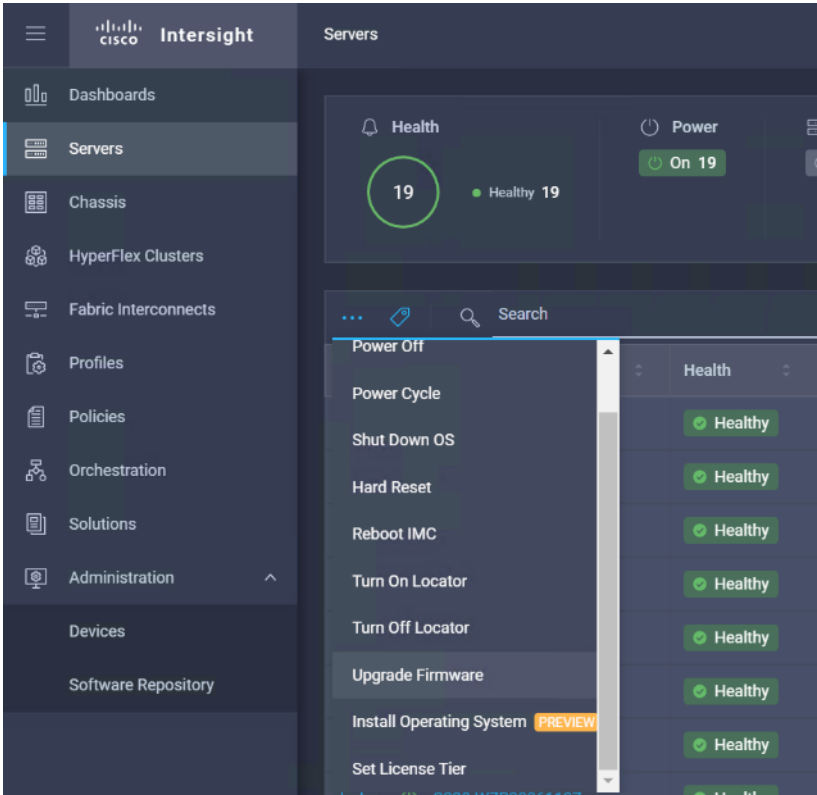 CISCO Intersight
Servers
Dashboards
Servers
Chassis
HyperFlex Clusters
Fabric Interconnects
Profiles
Policies
Orchestration
Solutions
Administration
Devices
Software Repository
Health
19
Healthy 19
Power
On 19
Search
Power Off
Power Cycle
Shut Down OS
Hard Reset
Reboot IMC
Turn On Locator
Turn Off Locator
Upgrade Firmware
Install Operating System PREVIEW
Set License Tier
Health
Healthy
Healthy
Healthy
Healthy
Healthy
Healthy
Healthy